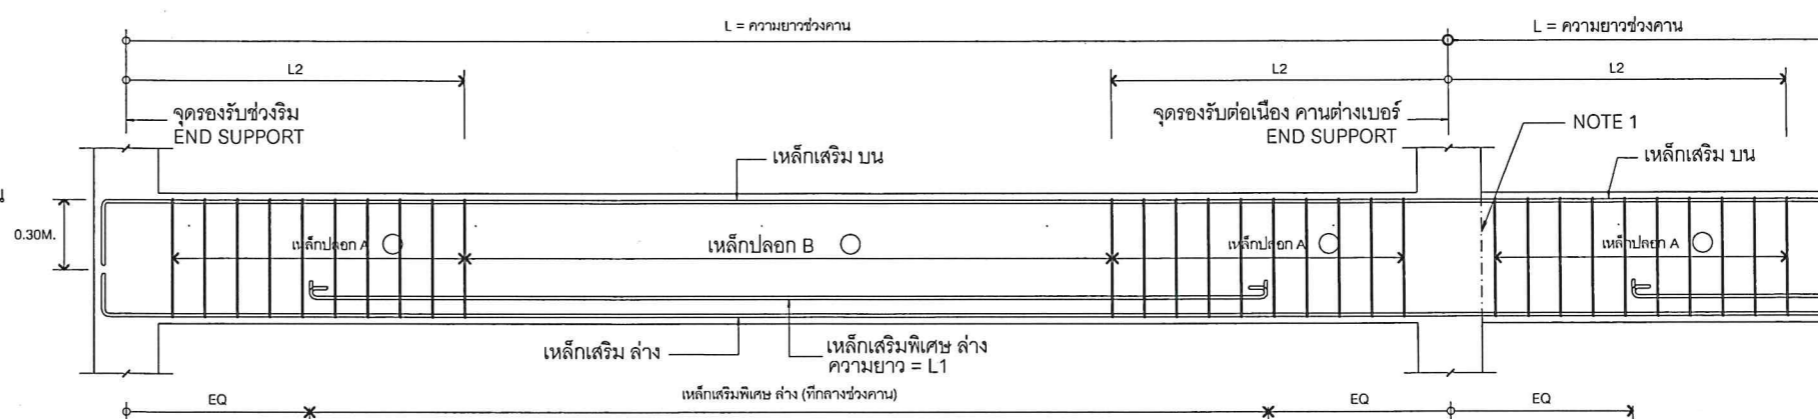 L = ความยาวช่วงคาน
L = ความยาวช่วงคาน
L2
L2
L2
จุดรองรับช่วงริม
END SUPPORT
จุดรองรับต่อเนื่อง คานต่างเบอร์
END SUPPORT
NOTE 1
เหล็กเสริม บน
เหล็กเสริม บน
น
0.30M.
เหล็กปลอก A
เหล็กปลอก B
เหล็กปลอก A
เหล็กปลอก A
เหล็กเสริม ล่าง
เหล็กเสริมพิเศษ ล่าง
ความยาว = L1
EQ
เหล็กเสริมพิเศษ ล่าง (ที่กลางช่วงคาน)
EQ
EQ